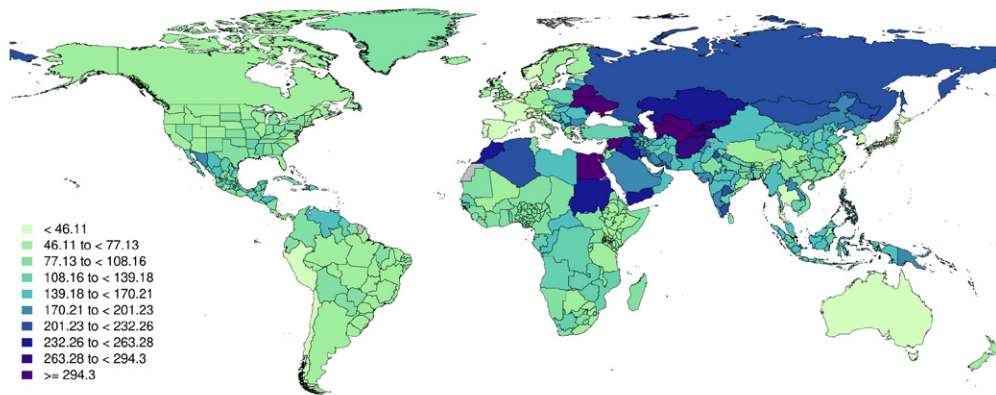 < 46.11
46.11 to < 77.13
77.13 to < 108.16
108.16 to < 139.18
139.18 to < 170.21
170.21 to < 201.23
201.23 to < 232.26
232.26 to < 263.28
263.28 to < 294.3
>= 294.3